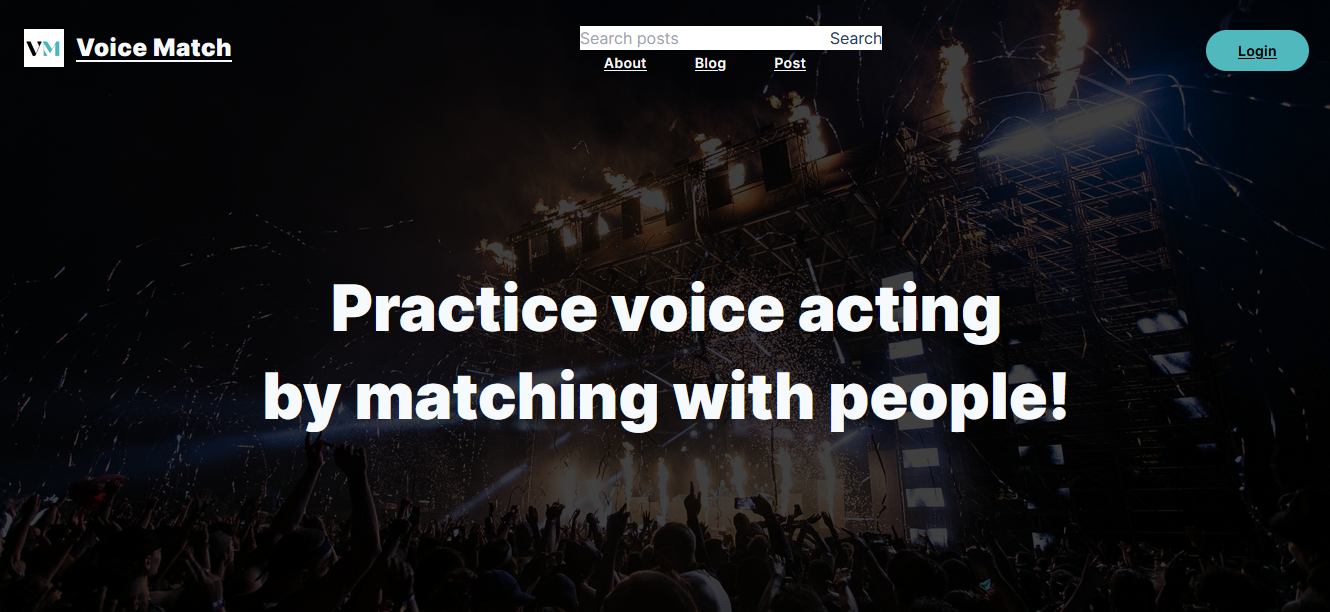 VM Voice Match
Search posts Search
About Blog Post
Login
Practice voice acting
by matching with people!